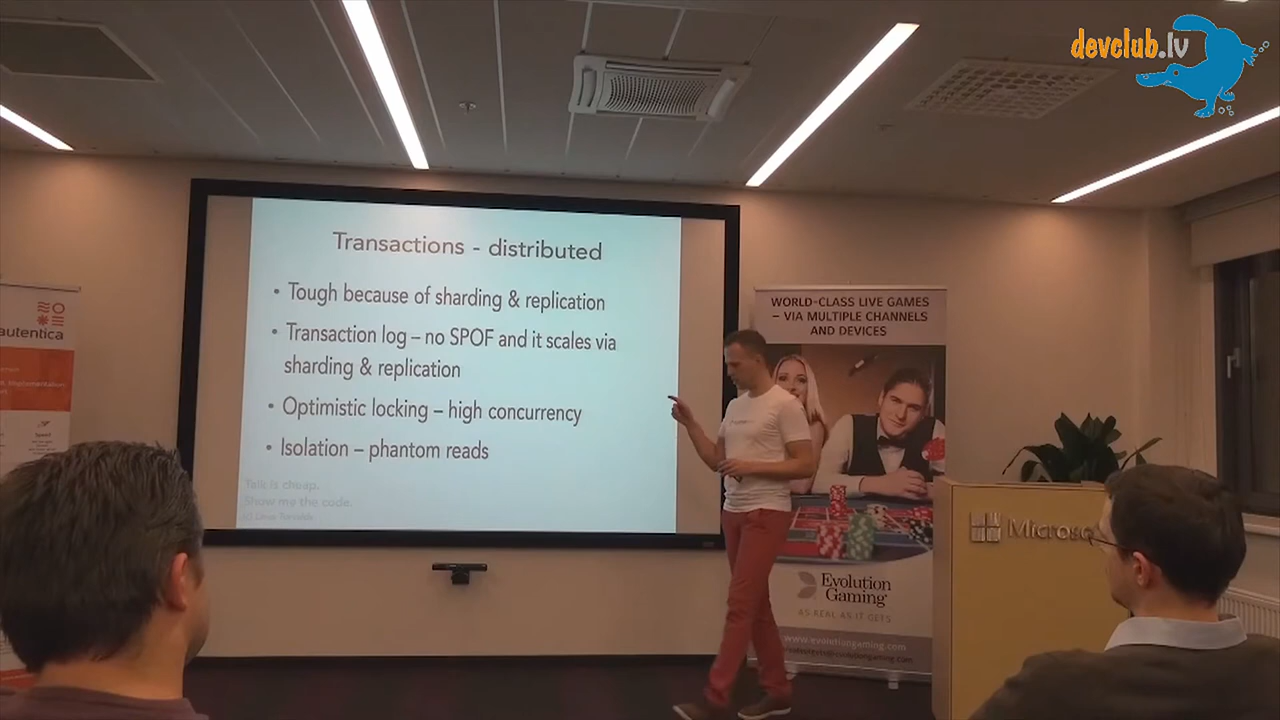 devclub.lv
Transactions - distributed
• Tough because of sharding & replication
• Transaction log – no SPOF and it scales via
sharding & replication
• Optimistic locking – high concurrency
• Isolation – phantom reads
Talk is cheap.
Show me the code.
autentica
WORLD-CLASS LIVE GAMES
– VIA MULTIPLE CHANNELS
AND DEVICES
Evolution
Gaming
AS REAL AS IT GETS
www.evolutiongaming.com
Microso